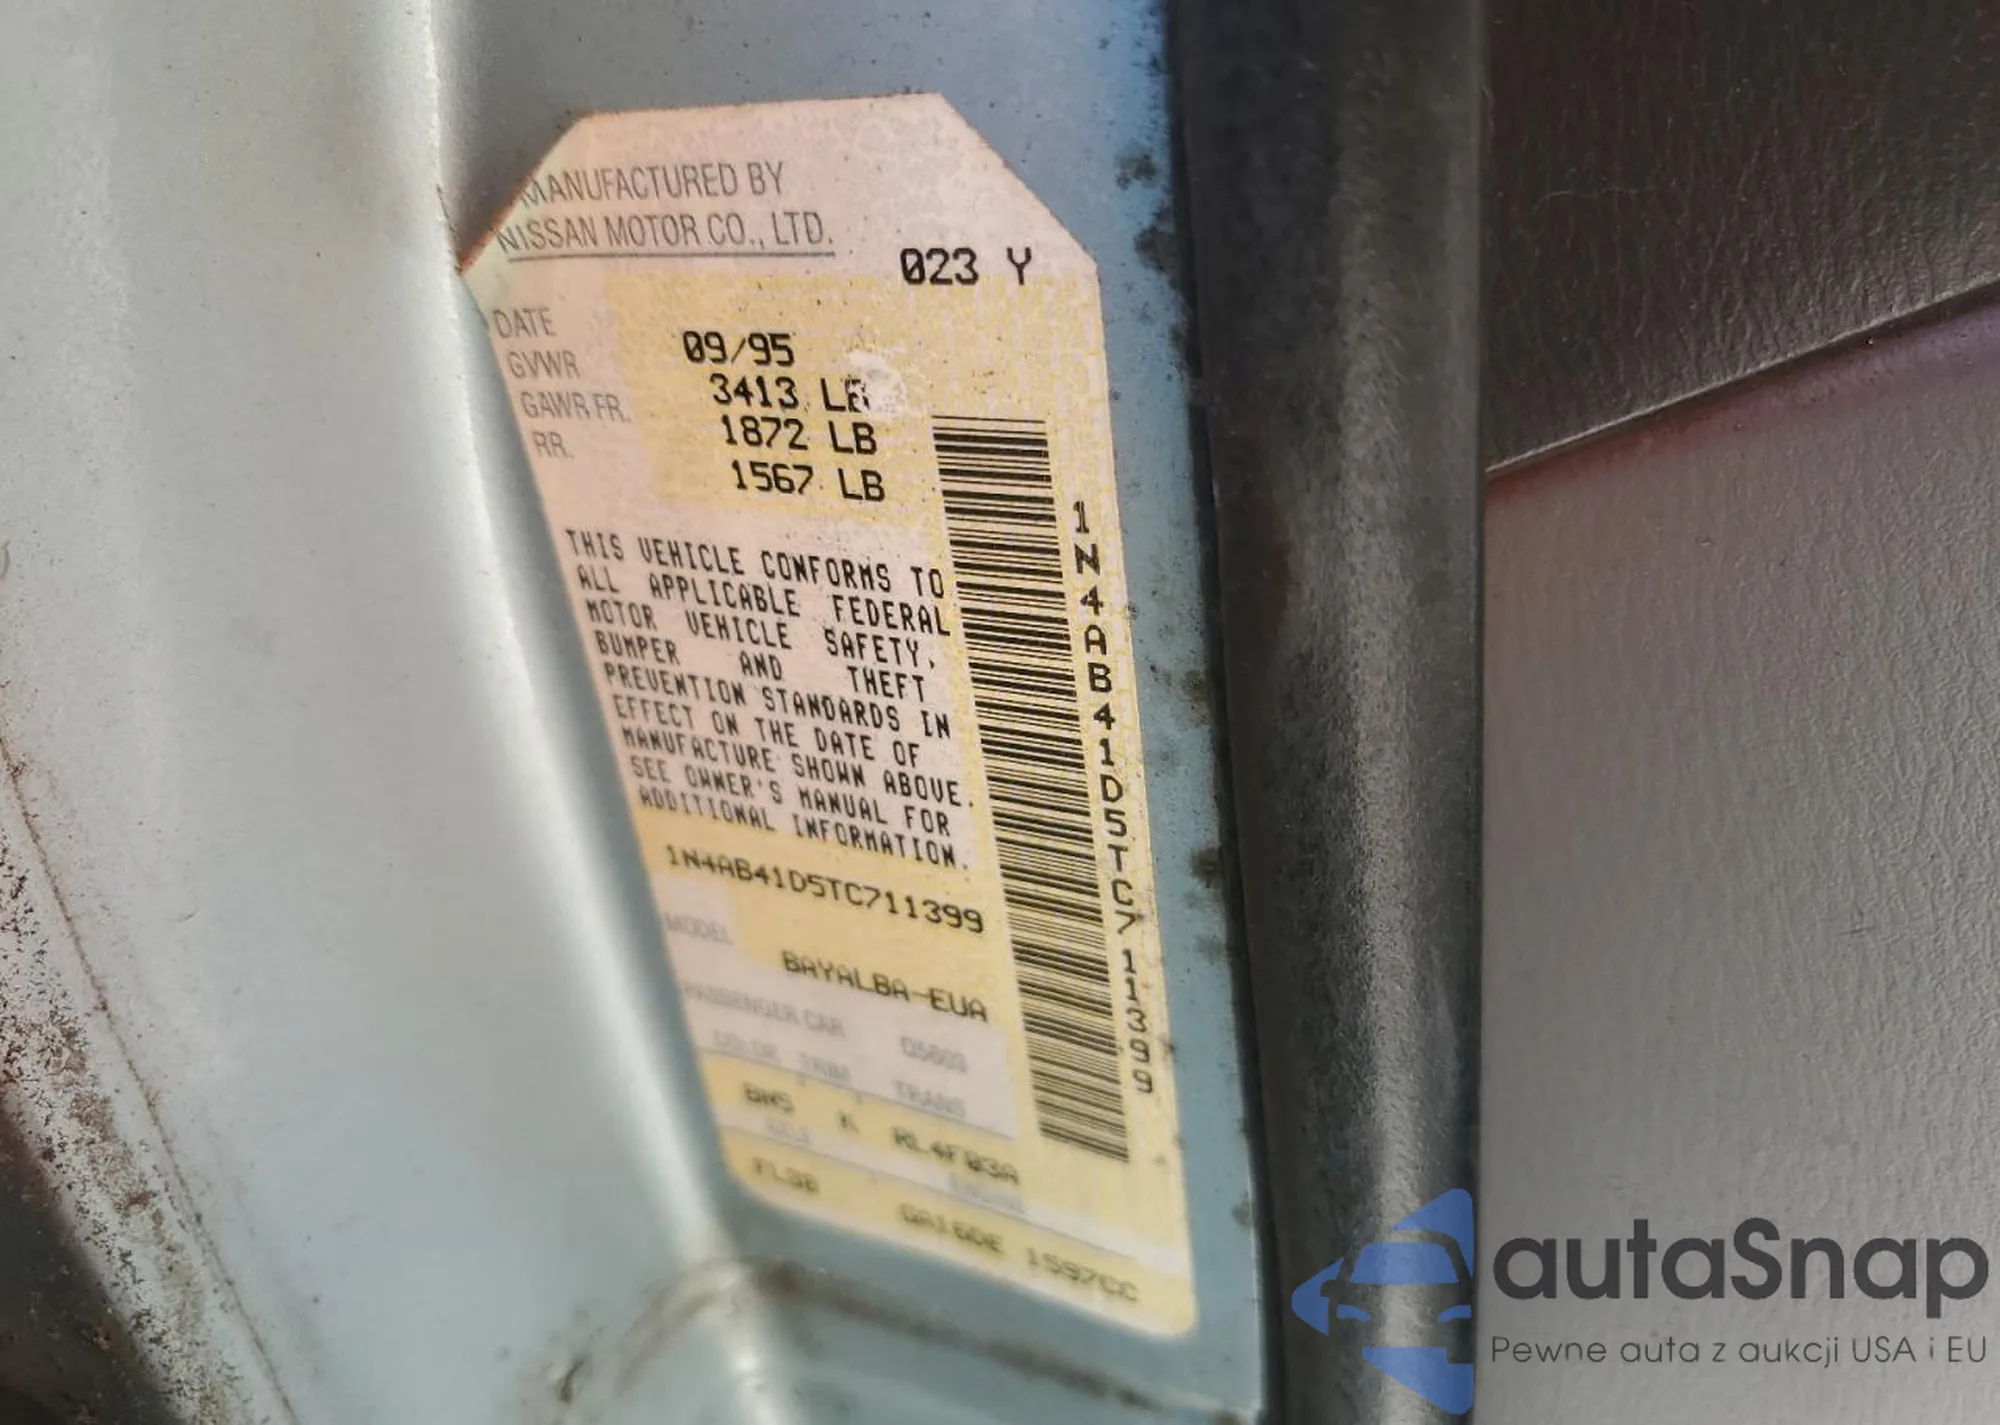 MANUFACTURED BY
NISSAN MOTOR CO., LTD.
023 Y
DATE 09/95
GVWR 3413 LB
GAWR FR. 1872 LB
RR. 1567 LB
THIS VEHICLE CONFORMS TO
ALL APPLICABLE FEDERAL
MOTOR VEHICLE SAFETY,
BUMPER AND THEFT
PREVENTION STANDARDS IN
EFFECT ON THE DATE OF
MANUFACTURE SHOWN ABOVE.
SEE OWNER'S MANUAL FOR
ADDITIONAL INFORMATION.
1N4AB41D5TC711399
1N4AB41D5TC711399
MODEL
BAYALBA-EUA
PASSENGER CAR
COLOR TRIM TRANS
K RL4F03A
GA16DE 1597CC
autaSnap
Pewne auta z aukcji USA i EU